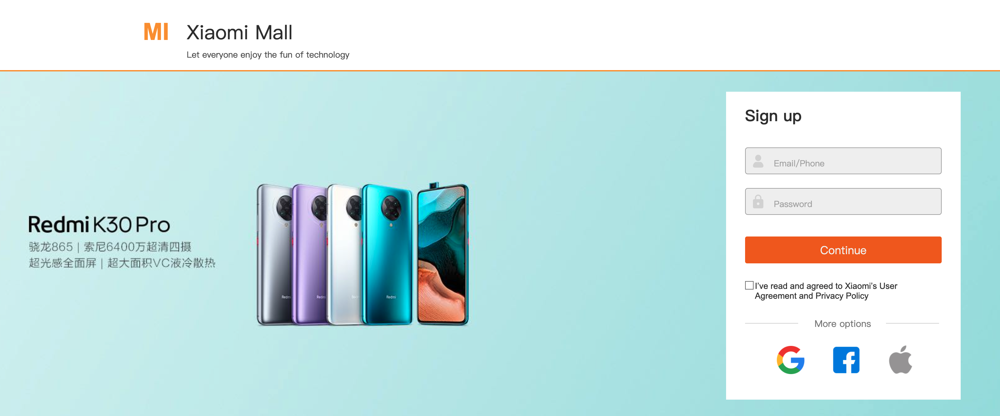 MI Xiaomi Mall
Let everyone enjoy the fun of technology
Redmi K30 Pro
骁龙865 | 索尼6400万超清四摄
超光感全面屏 | 超大面积VC液冷散热
Redmi
Redmi
Redmi
Sign up
Email/Phone
Password
Continue
I’ve read and agreed to Xiaomi’s User
Agreement and Privacy Policy
More options